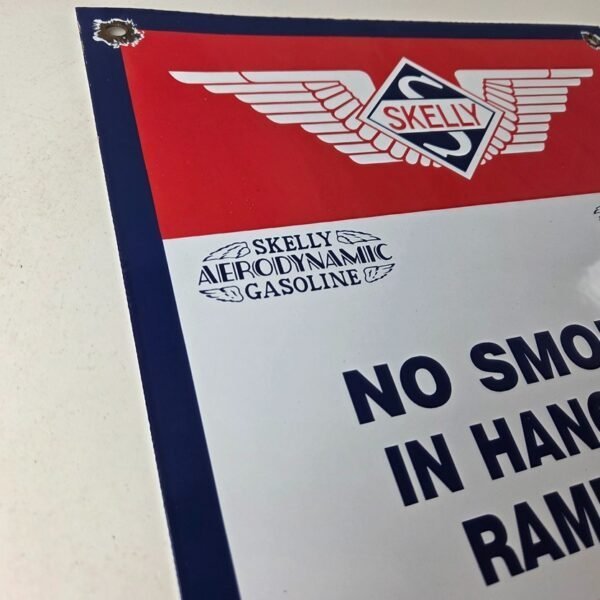 SKELLY
SKELLY
AERODYNAMIC
GASOLINE
NO SMO
IN HANG
RAM